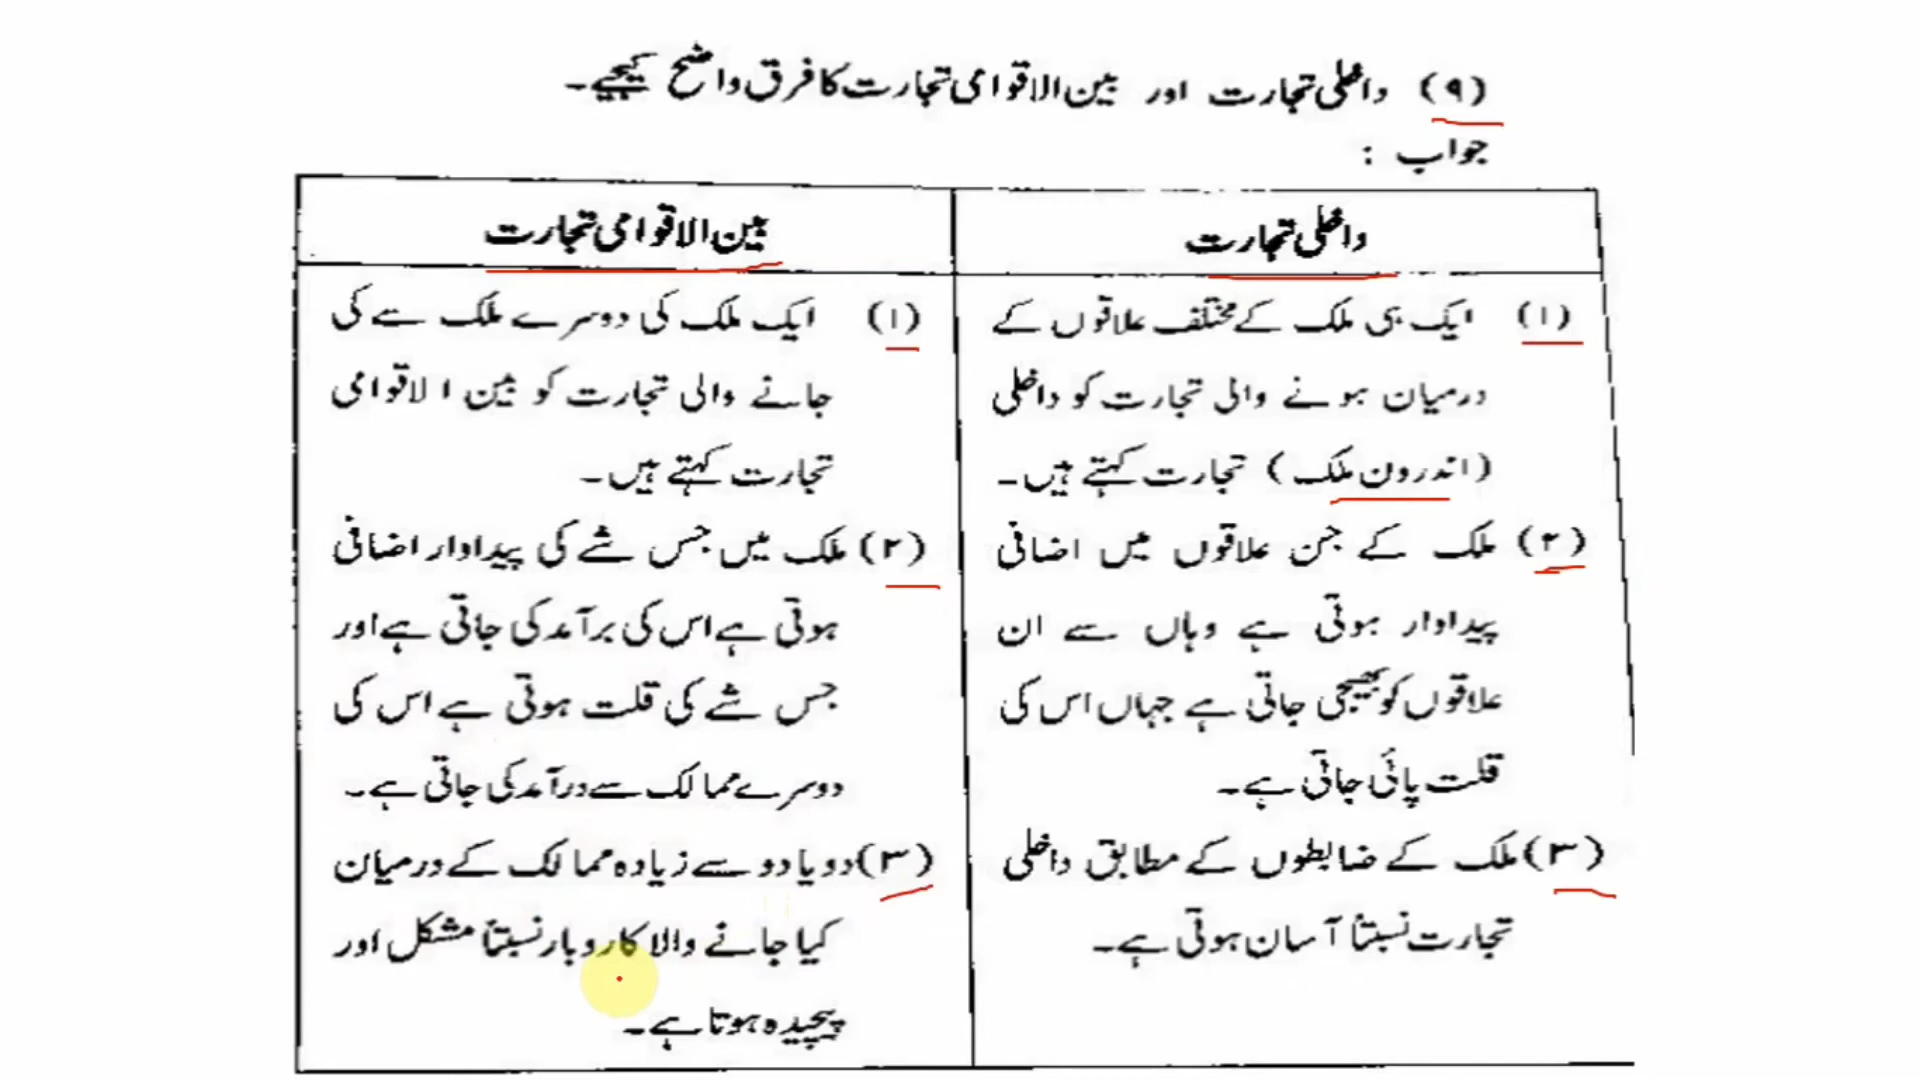 (۹) داخلی تجارت اور بین الاقوامی تجارت کا فرق واضح کیجیے۔
جواب :
داخلی تجارت
(۱) ایک ہی ملک کے مختلف علاقوں کے
درمیان ہونے والی تجارت کو داخلی
(اندرون ملک) تجارت کہتے ہیں۔
(۲) ملک کے جن علاقوں میں اضافی
پیداوار ہوتی ہے وہاں سے ان
علاقوں کو بھیجی جاتی ہے جہاں اس کی
قلت پائی جاتی ہے۔
(۳) ملک کے ضابطوں کے مطابق داخلی
تجارت نسبتاً آسان ہوتی ہے۔
بین الاقوامی تجارت
(۱) ایک ملک کی دوسرے ملک سے کی
جانے والی تجارت کو بین الاقوامی
تجارت کہتے ہیں۔
(۲) ملک میں جس شے کی پیداوار اضافی
ہوتی ہے اس کی برآمد کی جاتی ہے اور
جس شے کی قلت ہوتی ہے اس کی
دوسرے ممالک سے درآمد کی جاتی ہے۔
(۳) دو یا دو سے زیادہ ممالک کے درمیان
کیا جانے والا کاروبار نسبتاً مشکل اور
پیچیدہ ہوتا ہے۔